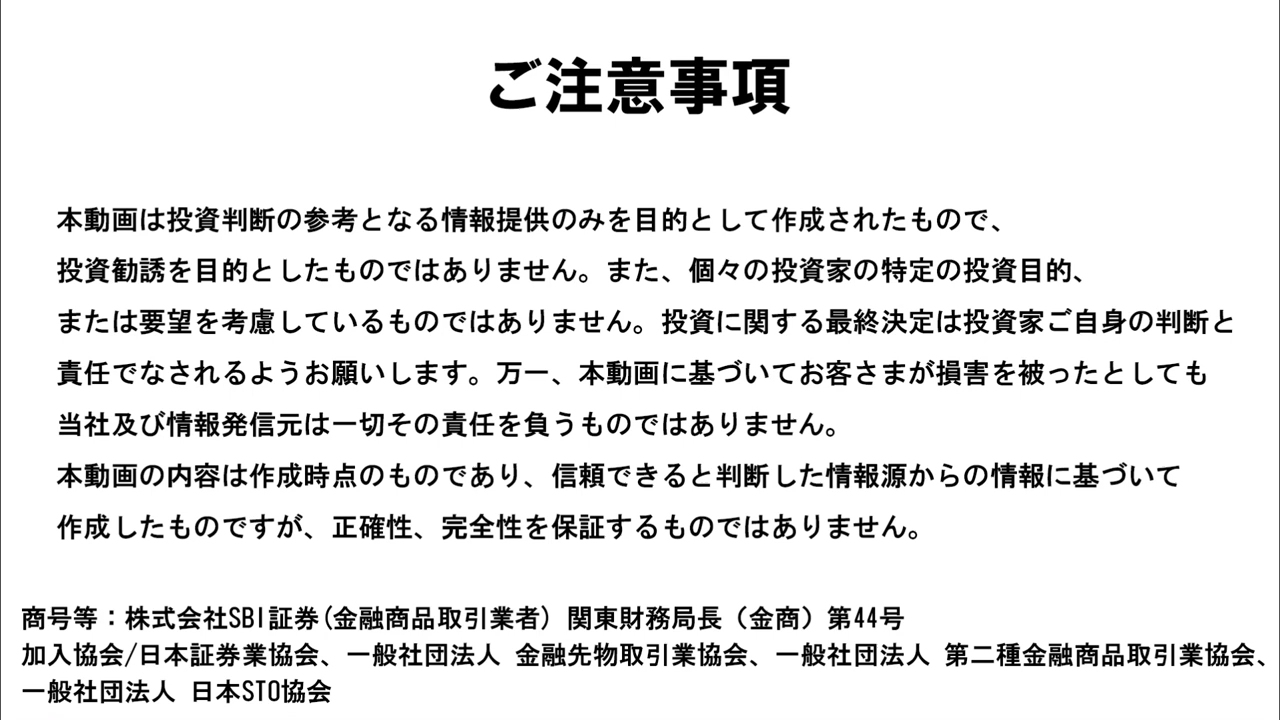 ご注意事項
本動画は投資判断の参考となる情報提供のみを目的として作成されたもので、
投資勧誘を目的としたものではありません。また、個々の投資家の特定の投資目的、
または要望を考慮しているものではありません。投資に関する最終決定は投資家ご自身の判断と
責任でなされるようお願いします。万一、本動画に基づいてお客さまが損害を被ったとしても
当社及び情報発信元は一切その責任を負うものではありません。
本動画の内容は作成時点のものであり、信頼できると判断した情報源からの情報に基づいて
作成したものですが、正確性、完全性を保証するものではありません。
商号等：株式会社SBI証券(金融商品取引業者) 関東財務局長（金商）第44号
加入協会/日本証券業協会、一般社団法人 金融先物取引業協会、一般社団法人 第二種金融商品取引業協会、
一般社団法人 日本STO協会